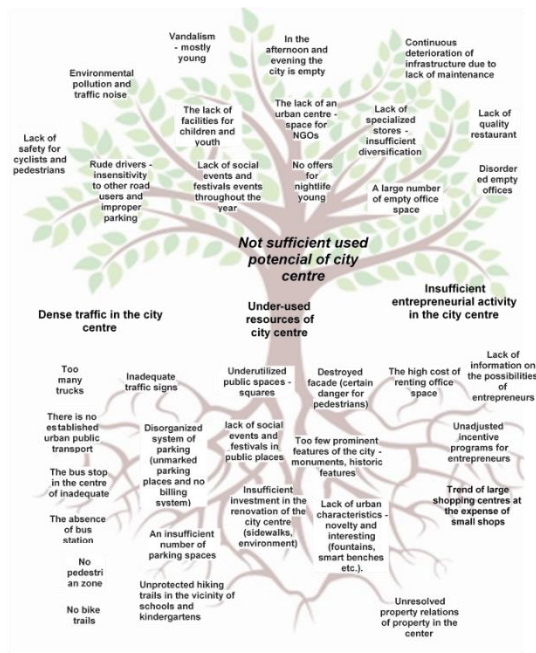 Vandalism
- mostly
young
In the
afternoon and
evening the
city is empty
Continuous
deterioration of
infrastructure due to
lack of maintenance
Environmental
pollution and
traffic noise
The lack of
facilities for
children and
youth
The lack of an
urban centre -
space for
NGOs
Lack of
specialized
stores -
insufficient
diversification
Lack of
quality
restaurant
Lack of
safety for
cyclists and
pedestrians
Rude drivers -
insensitivity
to other road
users and
improper
parking
Lack of social
events and
festivals events
throughout the
year
No offers
for
nightlife
young
A large number
of empty office
space
Disorder
ed empty
offices
Not sufficient used
potencial of city
centre
Dense traffic in the city
centre
Under-used
resources of
city centre
Insufficient
entrepreneurial activity
in the city centre
Too
many
trucks
Inadequate
traffic signs
Underutilized
public spaces -
squares
Destroyed
facade (certain
danger for
pedestrians)
The high cost of
renting office
space
Lack of
information on
the possibilities
of
entrepreneurs
There is no
established
urban public
transport
Disorganized
system of
parking
(unmarked
parking
places and no
billing
system)
lack of social
events and
festivals in
public places
Too few prominent
features of the city -
monuments, historic
features
Unadjusted
incentive
programs for
entrepreneurs
The bus stop
in the centre
of inadequate
Insufficient
investment in the
renovation of the
city centre
(sidewalks,
environment)
Lack of urban
characteristics -
novelty and
interesting
(fountains,
smart benches
etc.).
Trend of large
shopping centres at
the expense of
small shops
The absence
of bus
station
An insufficient
number of
parking spaces
No
pedestri
an zone
Unprotected hiking
trails in the vicinity of
schools and
kindergartens
No bike
trails
Unresolved
property relations
of property in the
center